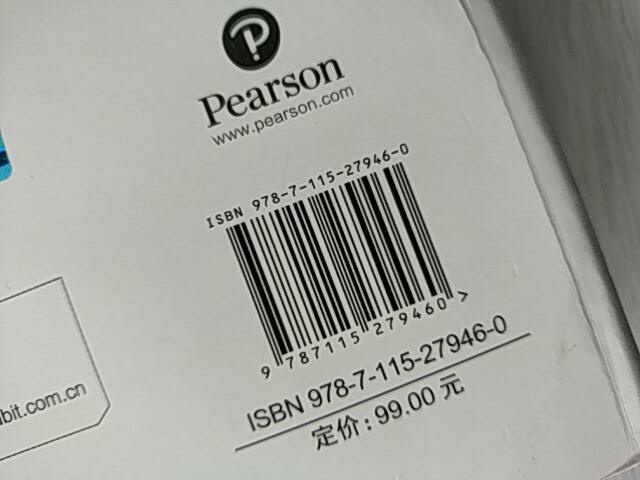 Pearson
www.pearson.com
ISBN 978-7-115-27946-0
9 787115 279460 >
ISBN 978-7-115-27946-0
定价：99.00 元
bit.com.cn